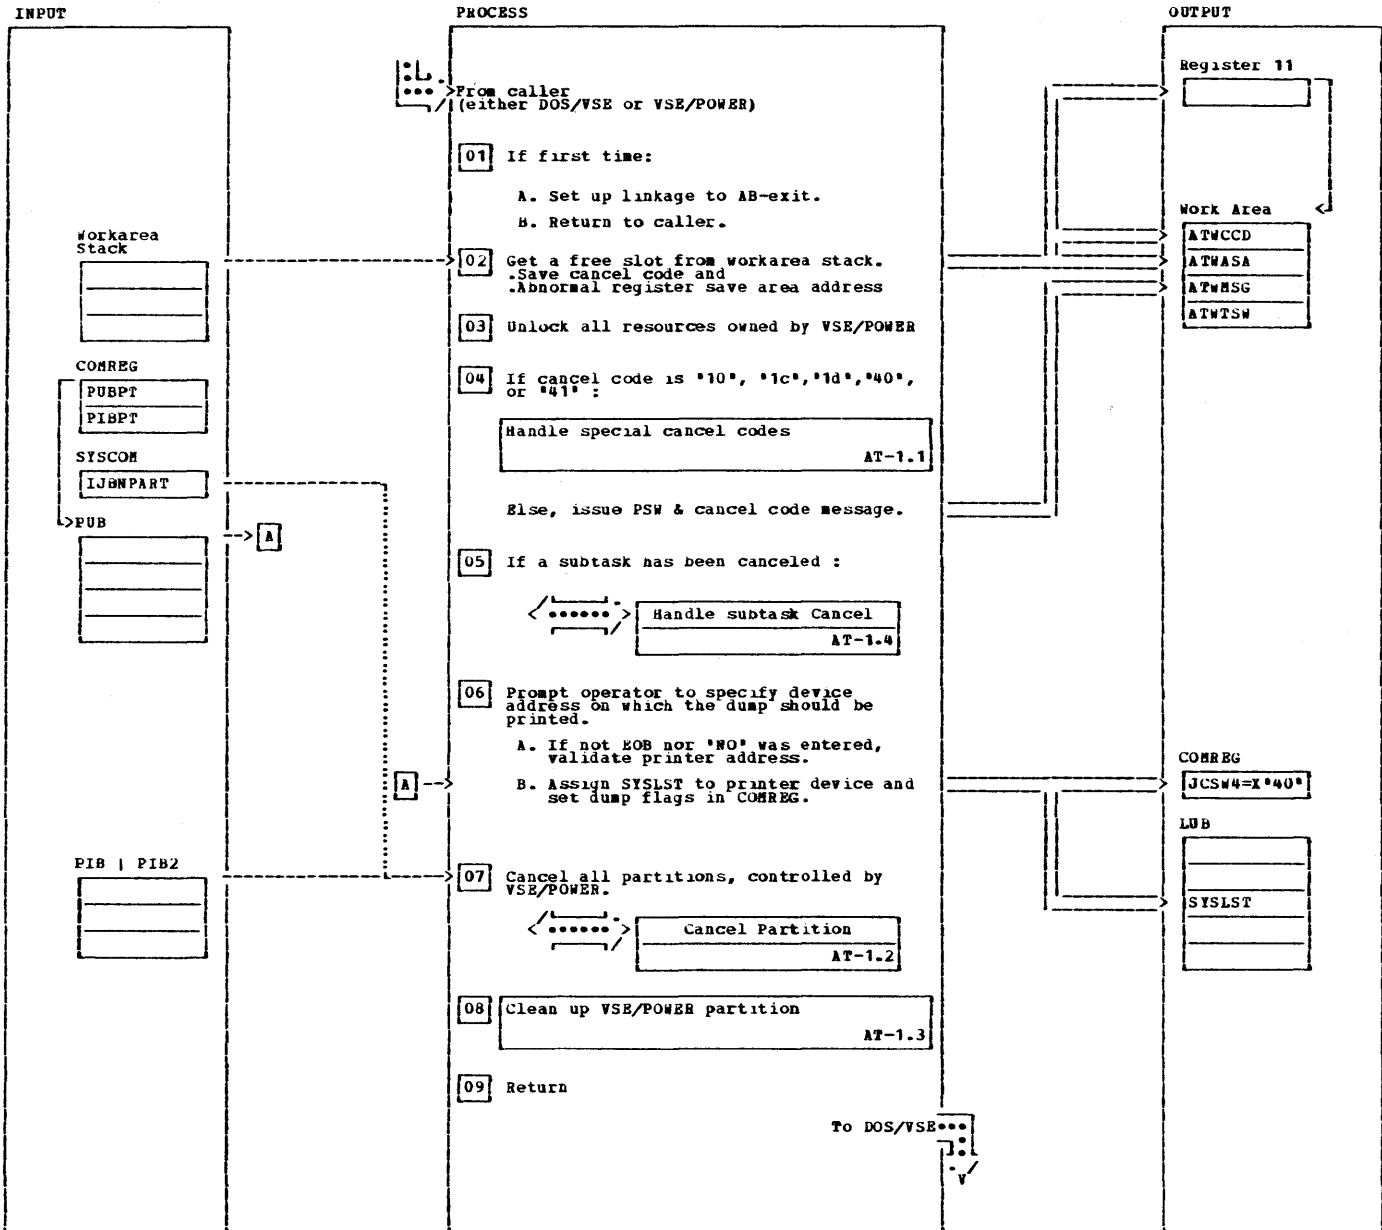 INPUT
PROCESS
OUTPUT
From caller
(either DOS/VSE or VSE/POWER)
Register 11
01 If first time:
A. Set up linkage to AB-exit.
B. Return to caller.
Workarea
Stack
Work Area
ATWCCD
ATWASA
ATWMSG
ATWTSW
02 Get a free slot from workarea stack.
.Save cancel code and
.Abnormal register save area address
03 Unlock all resources owned by VSE/POWER
COMREG
PUBPT
PIBPT
04 If cancel code is "10", "1c","1d","40",
or "41" :
Handle special cancel codes
AT-1.1
SYSCOM
IJBNPART
Else, issue PSW & cancel code message.
PUB
A
05 If a subtask has been canceled :
Handle subtask Cancel
AT-1.4
06 Prompt operator to specify device
address on which the dump should be
printed.
A. If not EOB nor "NO" was entered,
validate printer address.
A
B. Assign SYSLST to printer device and
set dump flags in COMREG.
COMREG
JCSW4=X"40"
LUB
SYSLST
PIB | PIB2
07 Cancel all partitions, controlled by
VSE/POWER.
Cancel Partition
AT-1.2
08 Clean up VSE/POWER partition
AT-1.3
09 Return
To DOS/VSE